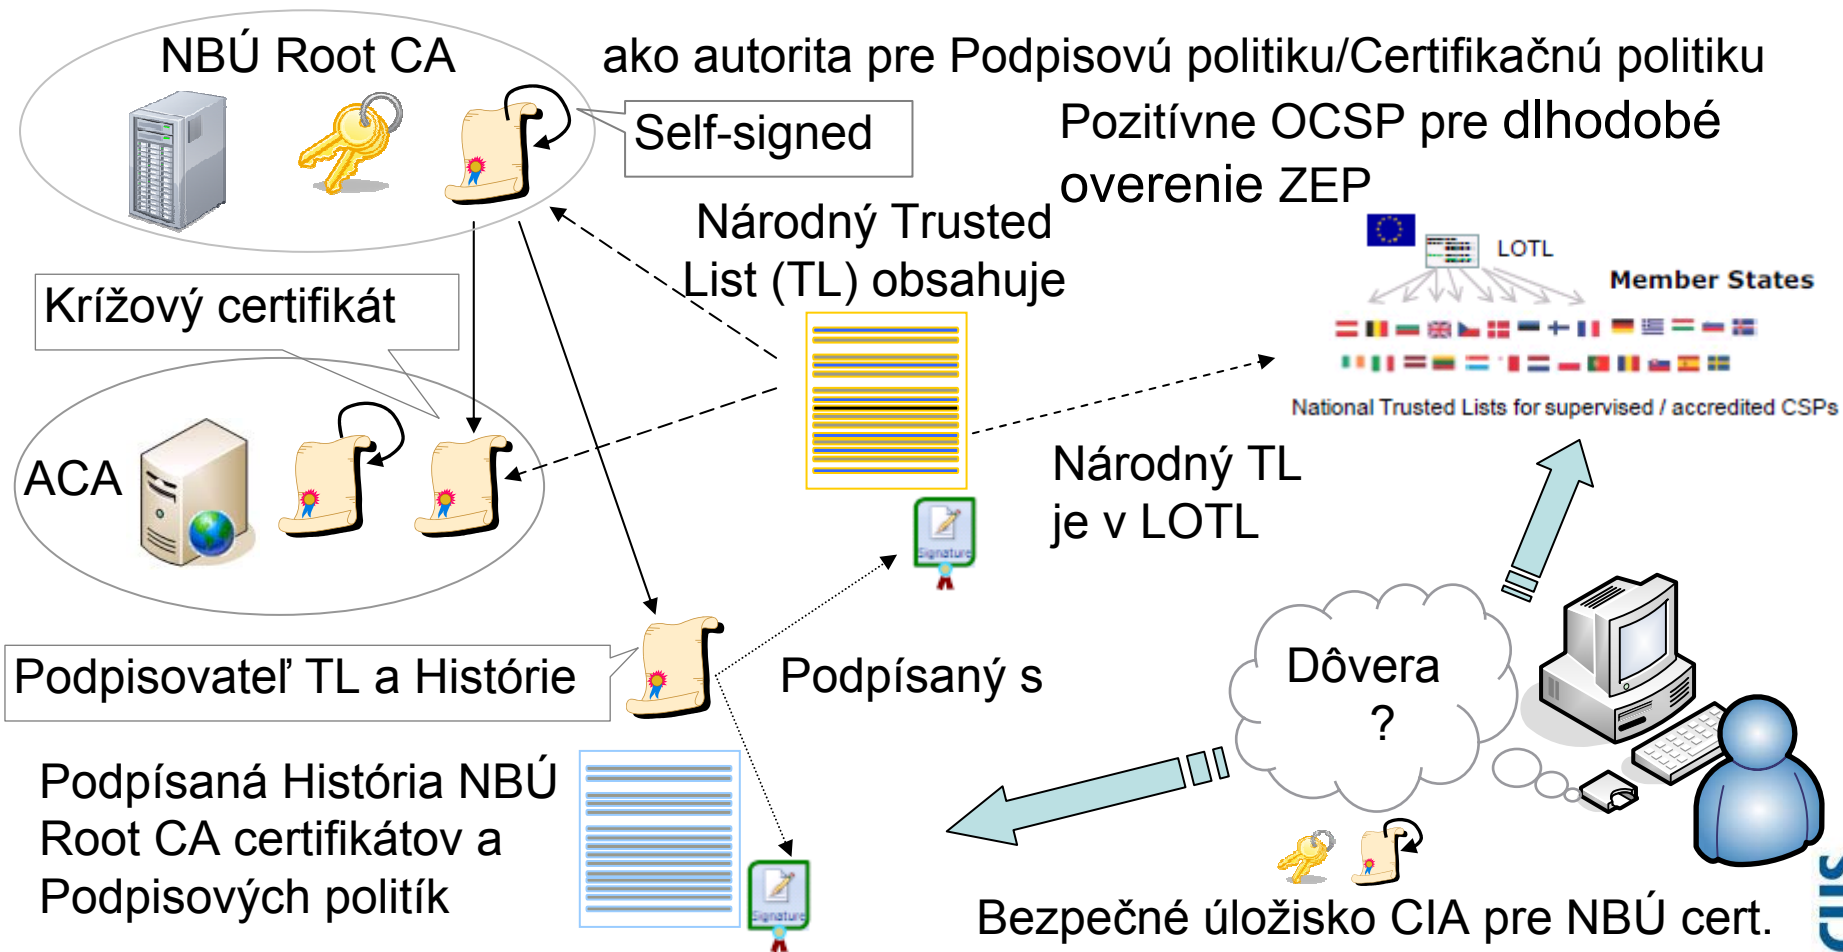 NBÚ Root CA
ako autorita pre Podpisovú politiku/Certifikačnú politiku
Self-signed
Pozitívne OCSP pre dlhodobé
overenie ZEP
Národný Trusted
List (TL) obsahuje
LOTL
Member States
Krížový certifikát
National Trusted Lists for supervised / accredited CSPs
ACA
Národný TL
je v LOTL
Signature
Podpisovateľ TL a Histórie
Podpísaný s
Dôvera
?
Podpísaná História NBÚ
Root CA certifikátov a
Podpisových politík
Signature
Bezpečné úložisko CIA pre NBÚ cert.